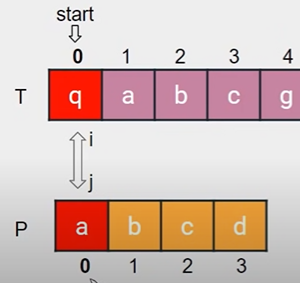 start
0 1 2 3 4
T q a b c g
i
j
P a b c d
0 1 2 3